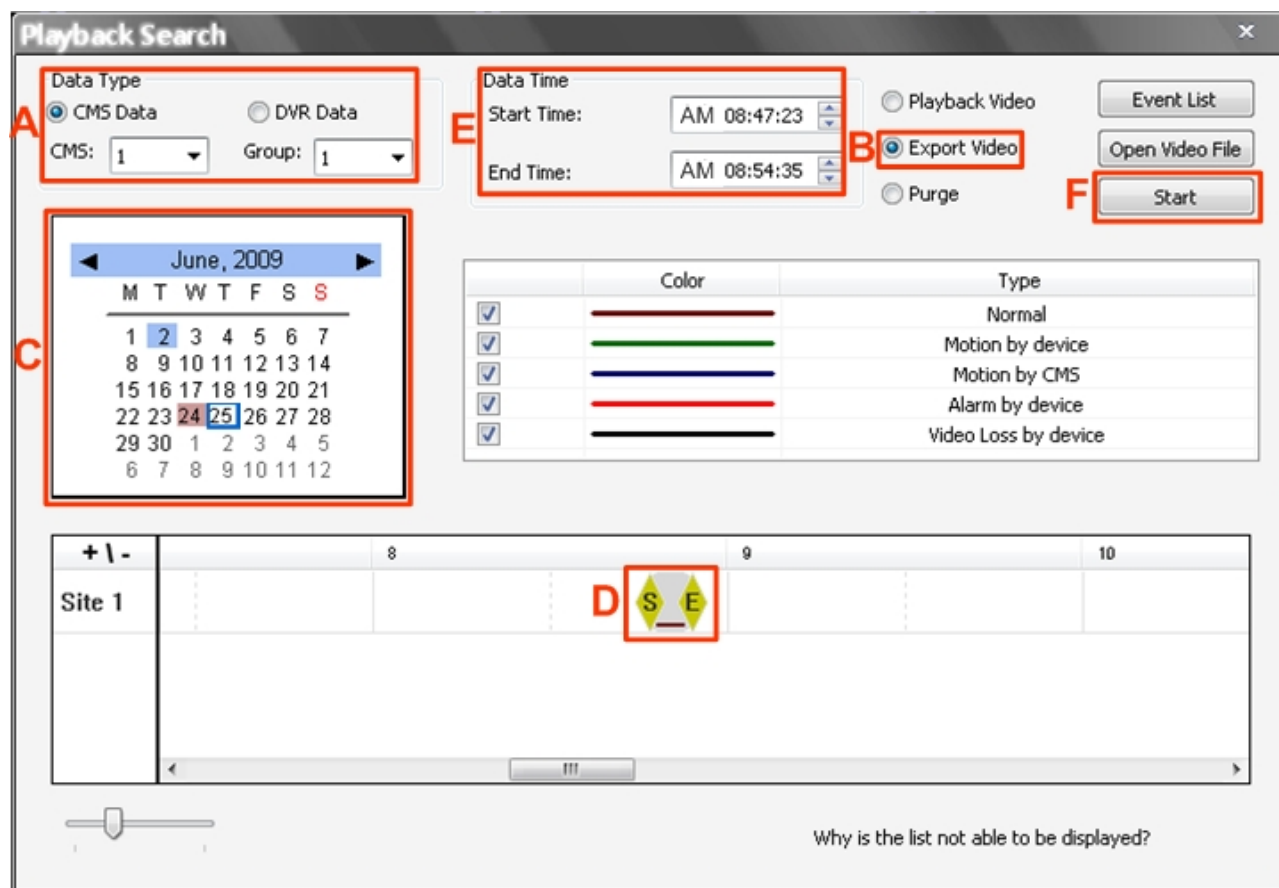 Playback Search
A
Data Type
CMS Data
DVR Data
CMS: 1
Group: 1
E
Data Time
Start Time: AM 08:47:23
End Time: AM 08:54:35
Playback Video
B
Export Video
Purge
Event List
Open Video File
F
Start
C
June, 2009
M T W T F S S
1 2 3 4 5 6 7
8 9 10 11 12 13 14
15 16 17 18 19 20 21
22 23 24 25 26 27 28
29 30 1 2 3 4 5
6 7 8 9 10 11 12
Color Type
Normal
Motion by device
Motion by CMS
Alarm by device
Video Loss by device
+ \ - 8 9 10
Site 1
D
S E
Why is the list not able to be displayed?